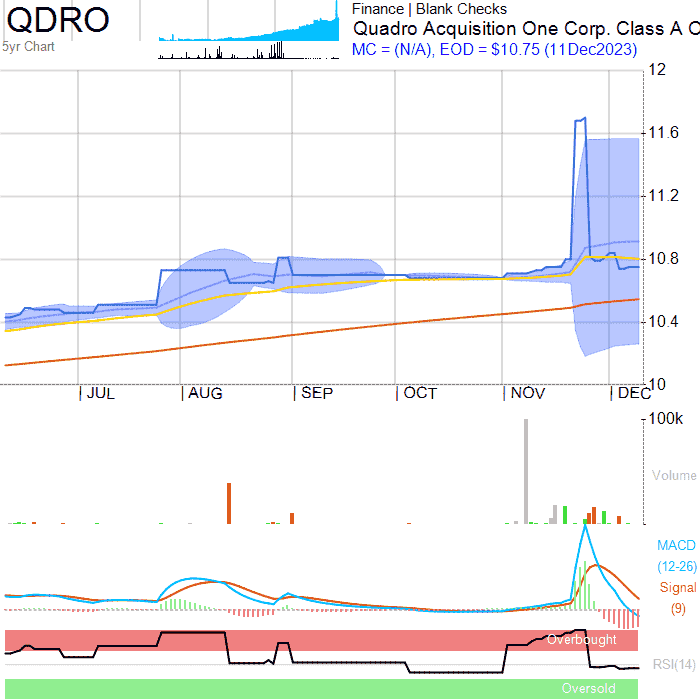 QDRO
5yr Chart
Finance | Blank Checks
Quadro Acquisition One Corp. Class A O
MC = (N/A), EOD = $10.75 (11Dec2023)
12
11.6
11.2
10.8
10.4
10
JUL
AUG
SEP
OCT
NOV
DEC
100k
Volume
MACD
(12-26)
Signal
(9)
Overbought
RSI(14)
Oversold